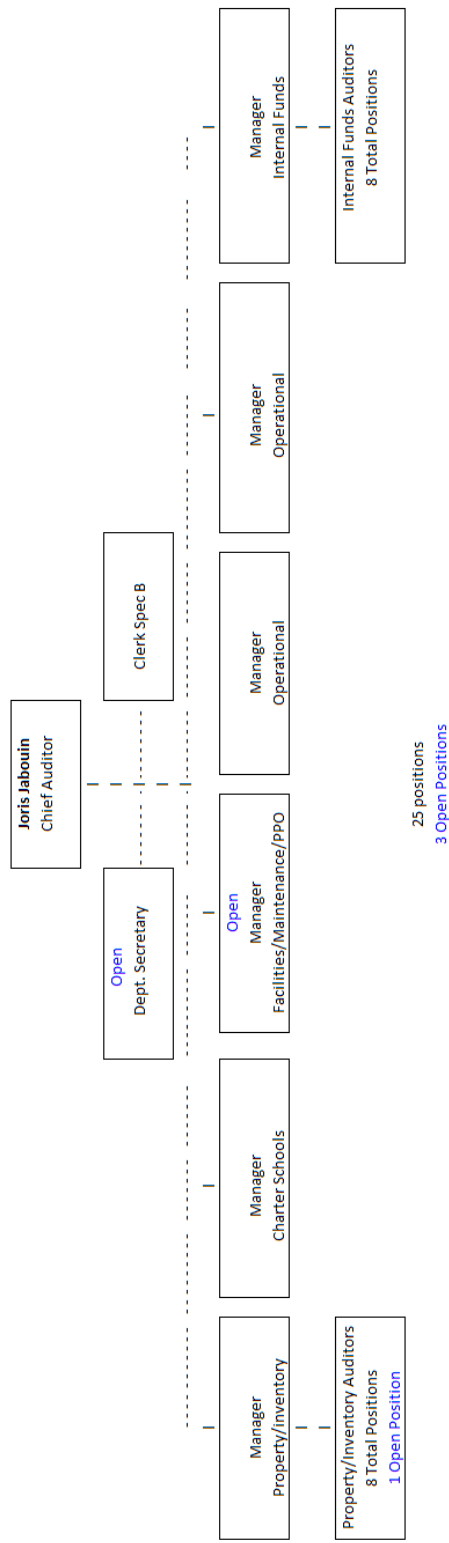 Joris Jabouin
Chief Auditor
Open
Dept. Secretary
Clerk Spec B
Manager
Property/inventory
Manager
Charter Schools
Open
Manager
Facilities/Maintenance/PPO
Manager
Operational
Manager
Operational
Manager
Internal Funds
Property/Inventory Auditors
8 Total Positions
1 Open Position
Internal Funds Auditors
8 Total Positions
25 positions
3 Open Positions